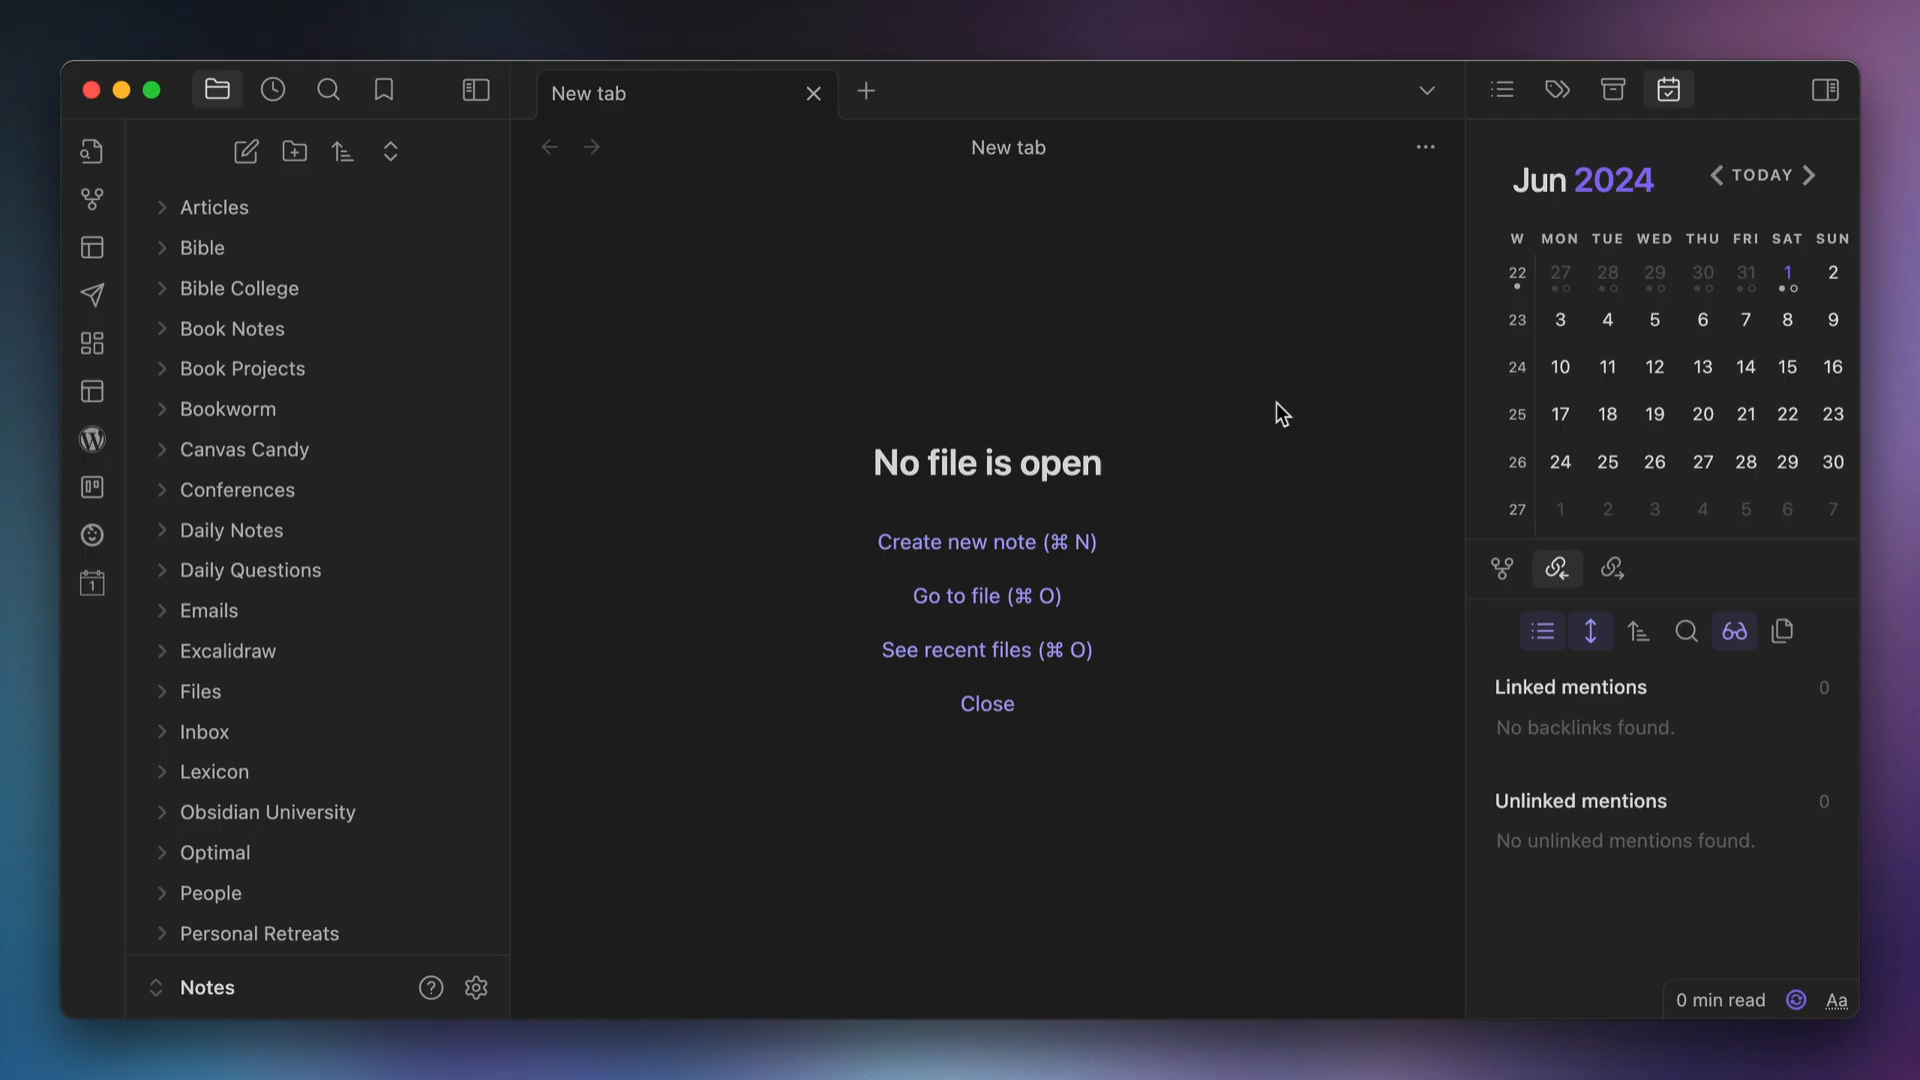 New tab
New tab
Articles
Bible
Bible College
Book Notes
Book Projects
Bookworm
Canvas Candy
Conferences
Daily Notes
Daily Questions
Emails
Excalidraw
Files
Inbox
Lexicon
Obsidian University
Optimal
People
Personal Retreats
Notes
1
No file is open
Create new note (⌘ N)
Go to file (⌘ O)
See recent files (⌘ O)
Close
Jun 2024
TODAY
W MON TUE WED THU FRI SAT SUN
22 27 28 29 30 31 1 2
23 3 4 5 6 7 8 9
24 10 11 12 13 14 15 16
25 17 18 19 20 21 22 23
26 24 25 26 27 28 29 30
27 1 2 3 4 5 6 7
Linked mentions 0
No backlinks found.
Unlinked mentions 0
No unlinked mentions found.
0 min read Aa